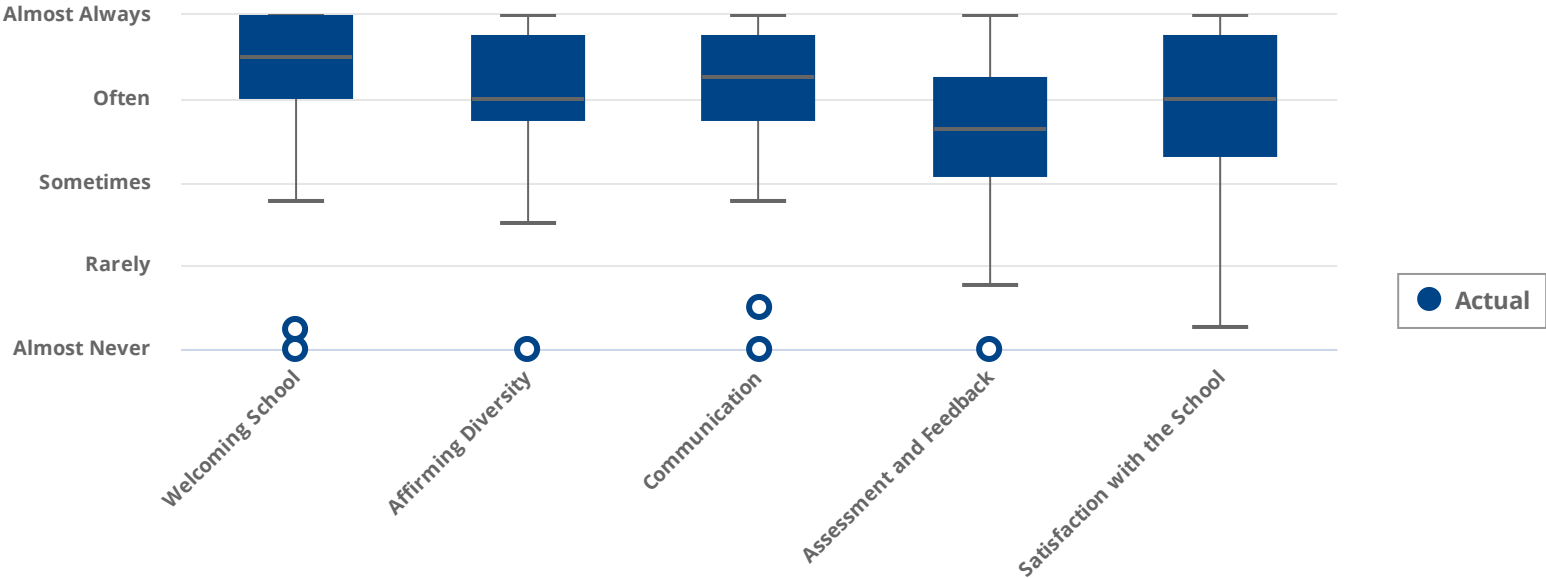 Almost Always
Often
Sometimes
Rarely
Almost Never
Welcoming School
Affirming Diversity
Communication
Assessment and Feedback
Satisfaction with the School
Actual